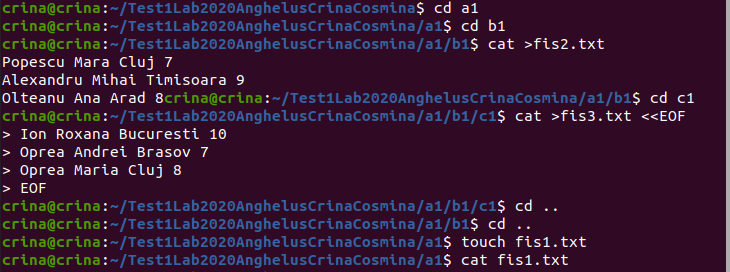 crina@crina:~/Test1Lab2020AnghelusCrinaCosmina$ cd a1
crina@crina:~/Test1Lab2020AnghelusCrinaCosmina/a1$ cd b1
crina@crina:~/Test1Lab2020AnghelusCrinaCosmina/a1/b1$ cat >fis2.txt
Popescu Mara Cluj 7
Alexandru Mihai Timisoara 9
Olteanu Ana Arad 8crina@crina:~/Test1Lab2020AnghelusCrinaCosmina/a1/b1$ cd c1
crina@crina:~/Test1Lab2020AnghelusCrinaCosmina/a1/b1/c1$ cat >fis3.txt <<EOF
> Ion Roxana Bucuresti 10
> Oprea Andrei Brasov 7
> Oprea Maria Cluj 8
> EOF
crina@crina:~/Test1Lab2020AnghelusCrinaCosmina/a1/b1/c1$ cd ..
crina@crina:~/Test1Lab2020AnghelusCrinaCosmina/a1/b1$ cd ..
crina@crina:~/Test1Lab2020AnghelusCrinaCosmina/a1$ touch fis1.txt
crina@crina:~/Test1Lab2020AnghelusCrinaCosmina/a1$ cat fis1.txt